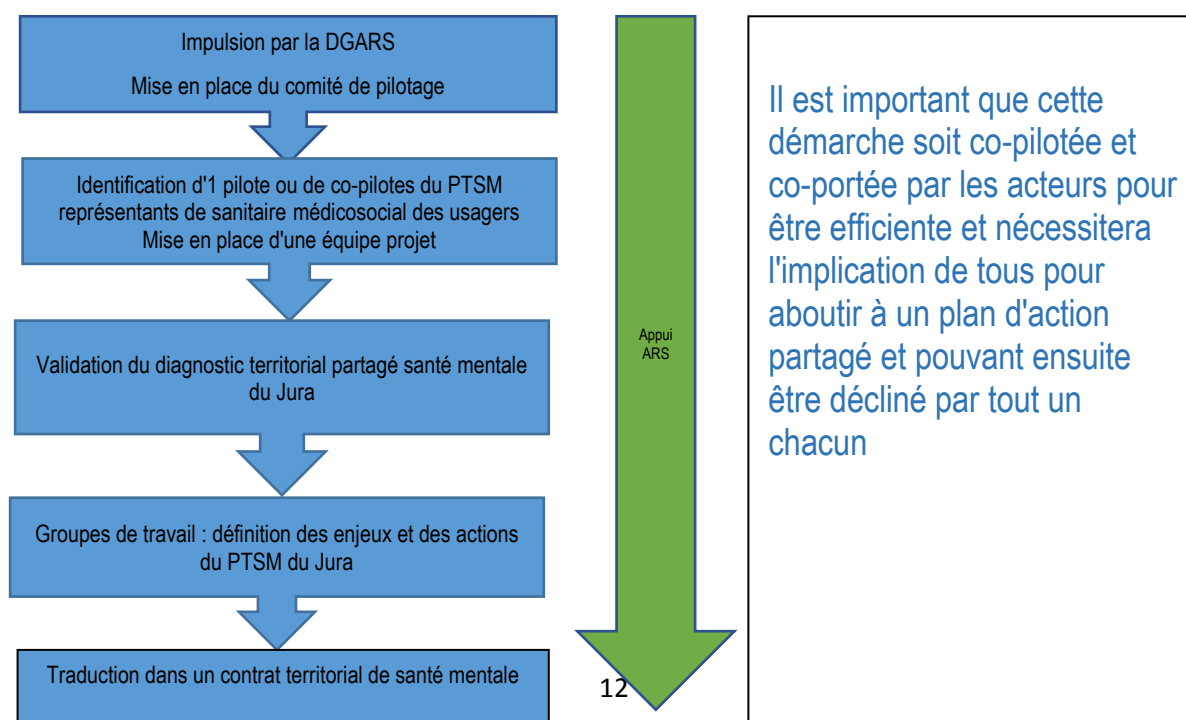 Impulsion par la DGARS
Mise en place du comité de pilotage
Identification d'1 pilote ou de co-pilotes du PTSM
représentants de sanitaire médicosocial des usagers
Mise en place d'une équipe projet
Validation du diagnostic territorial partagé santé mentale
du Jura
Groupes de travail : définition des enjeux et des actions
du PTSM du Jura
Traduction dans un contrat territorial de santé mentale
Appui
ARS
Il est important que cette
démarche soit co-pilotée et
co-portée par les acteurs pour
être efficiente et nécessitera
l'implication de tous pour
aboutir à un plan d'action
partagé et pouvant ensuite
être décliné par tout un
chacun
12